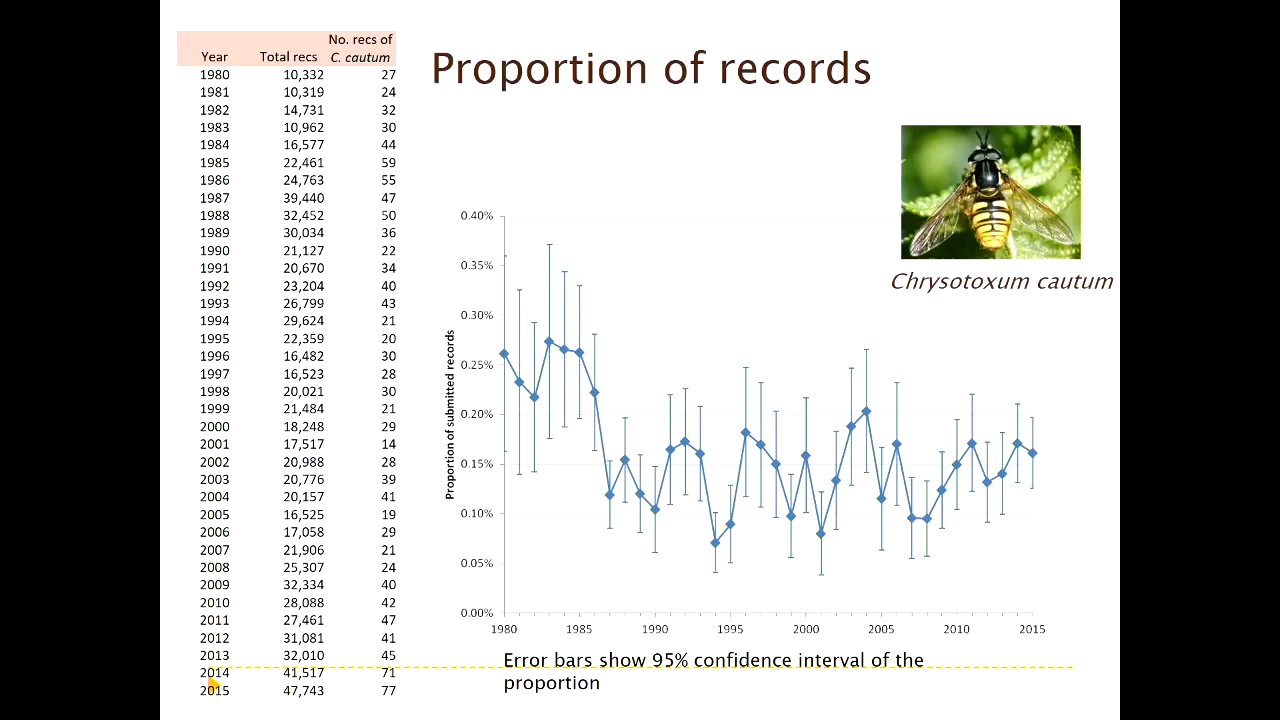 Proportion of records
No. recs of
Year Total recs C. cautum
1980 10,332 27
1981 10,319 24
1982 14,731 32
1983 10,962 30
1984 16,577 44
1985 22,461 59
1986 24,763 55
1987 39,440 47
1988 32,452 50
1989 30,034 36
1990 21,127 22
1991 20,670 34
1992 23,204 40
1993 26,799 43
1994 29,624 21
1995 22,359 20
1996 16,482 30
1997 16,523 28
1998 20,021 30
1999 21,484 21
2000 18,248 29
2001 17,517 14
2002 20,988 28
2003 20,776 39
2004 20,157 41
2005 16,525 19
2006 17,058 29
2007 21,906 21
2008 25,307 24
2009 32,334 40
2010 28,088 42
2011 27,461 47
2012 31,081 41
2013 32,010 45
2014 41,517 71
2015 47,743 77
Chrysotoxum cautum
Proportion of submitted records
0.40%
0.35%
0.30%
0.25%
0.20%
0.15%
0.10%
0.05%
0.00%
1980 1985 1990 1995 2000 2005 2010 2015
Error bars show 95% confidence interval of the
proportion